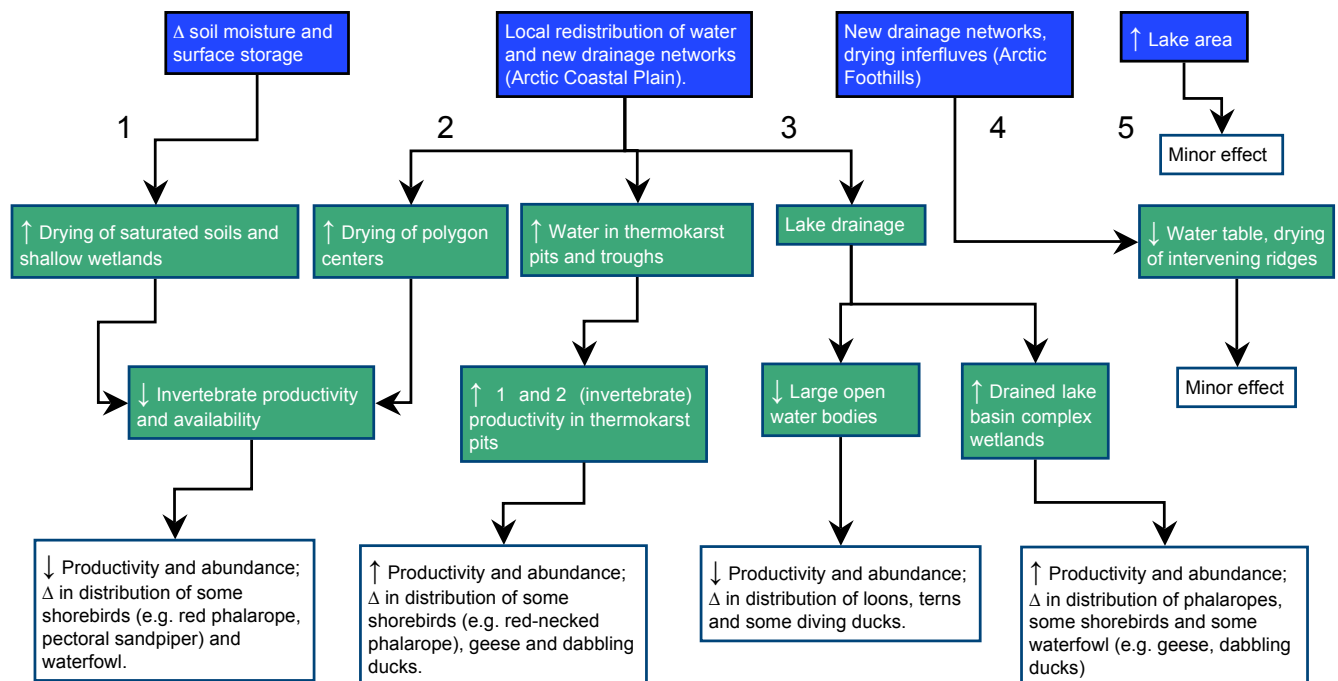 Δ soil moisture and
surface storage
Local redistribution of water
and new drainage networks
(Arctic Coastal Plain).
New drainage networks,
drying inferfluves (Arctic
Foothills)
↑ Lake area
1
2
3
4
5
Minor effect
↑ Drying of saturated soils and
shallow wetlands
↑ Drying of polygon
centers
↑ Water in thermokarst
pits and troughs
Lake drainage
↓ Water table, drying
of intervening ridges
↓ Invertebrate productivity
and availability
↑ 1 and 2 (invertebrate)
productivity in thermokarst
pits
↓ Large open
water bodies
↑ Drained lake
basin complex
wetlands
Minor effect
↓ Productivity and abundance;
Δ in distribution of some
shorebirds (e.g. red phalarope,
pectoral sandpiper) and
waterfowl.
↑ Productivity and abundance;
Δ in distribution of some
shorebirds (e.g. red-necked
phalarope), geese and dabbling
ducks.
↓ Productivity and abundance;
Δ in distribution of loons, terns
and some diving ducks.
↑ Productivity and abundance;
Δ in distribution of phalaropes,
some shorebirds and some
waterfowl (e.g. geese, dabbling
ducks)